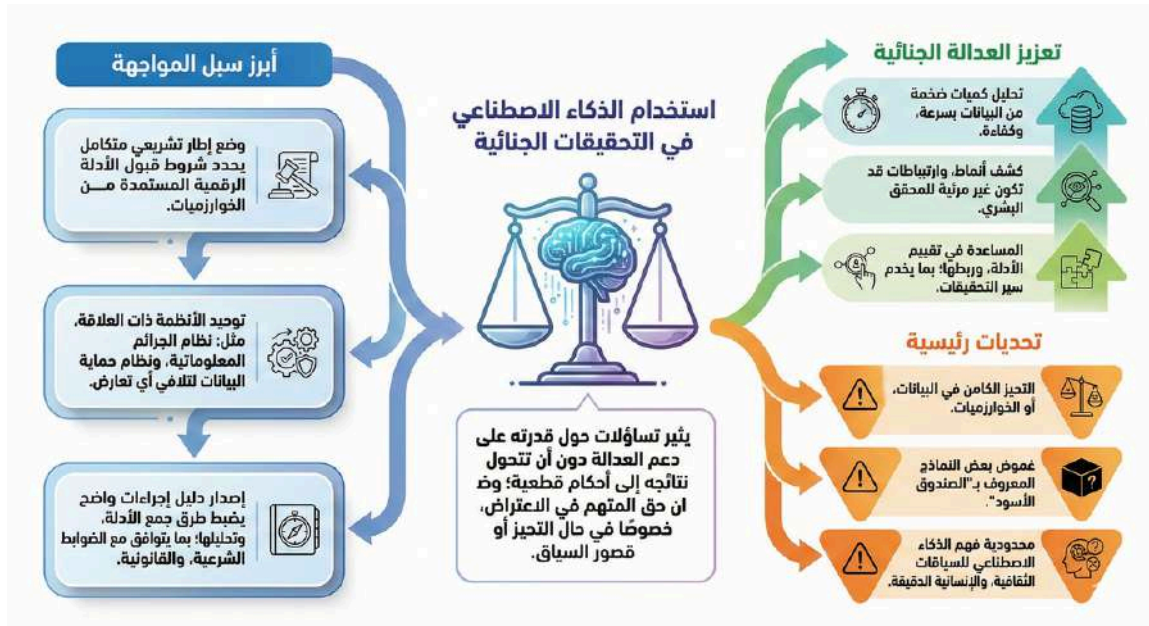 استخدام الذكاء الاصطناعي
في التحقيقات الجنائية
يثير تساؤلات حول قدرته على
دعم العدالة دون أن تتحول
نتائجه إلى أحكام قطعية؛ وض
ان حق المتهم في الاعتراض،
خصوصًا في حال التحيز أو
قصور السياق.
تعزيز العدالة الجنائية
تحليل كميات ضخمة
من البيانات بسرعة،
وكفاءة.
كشف أنماط، وارتباطات قد
تكون غير مرئية للمحقق
البشري.
المساعدة في تقييم
الأدلة، وربطها؛ بما يخدم
سير التحقيقات.
تحديات رئيسية
التحيز الكامن في البيانات،
أو الخوارزميات.
غموض بعض النماذج
المعروف بـ"الصندوق
الأسود".
محدودية فهم الذكاء
الاصطناعي للسياقات
الثقافية، والإنسانية الدقيقة.
أبرز سبل المواجهة
وضع إطار تشريعي متكامل
يحدد شروط قبول الأدلة
الرقمية المستمدة مـــن
الخوارزميات.
توحيد الأنظمة ذات العلاقة،
مثل: نظام الجرائم
المعلوماتية، ونظام حماية
البيانات لتلافي أي تعارض.
إصدار دليل إجراءات واضح
يضبط طرق جمع الأدلة،
وتحليلها؛ بما يتوافق مع الضوابط
الشرعية، والقانونية.